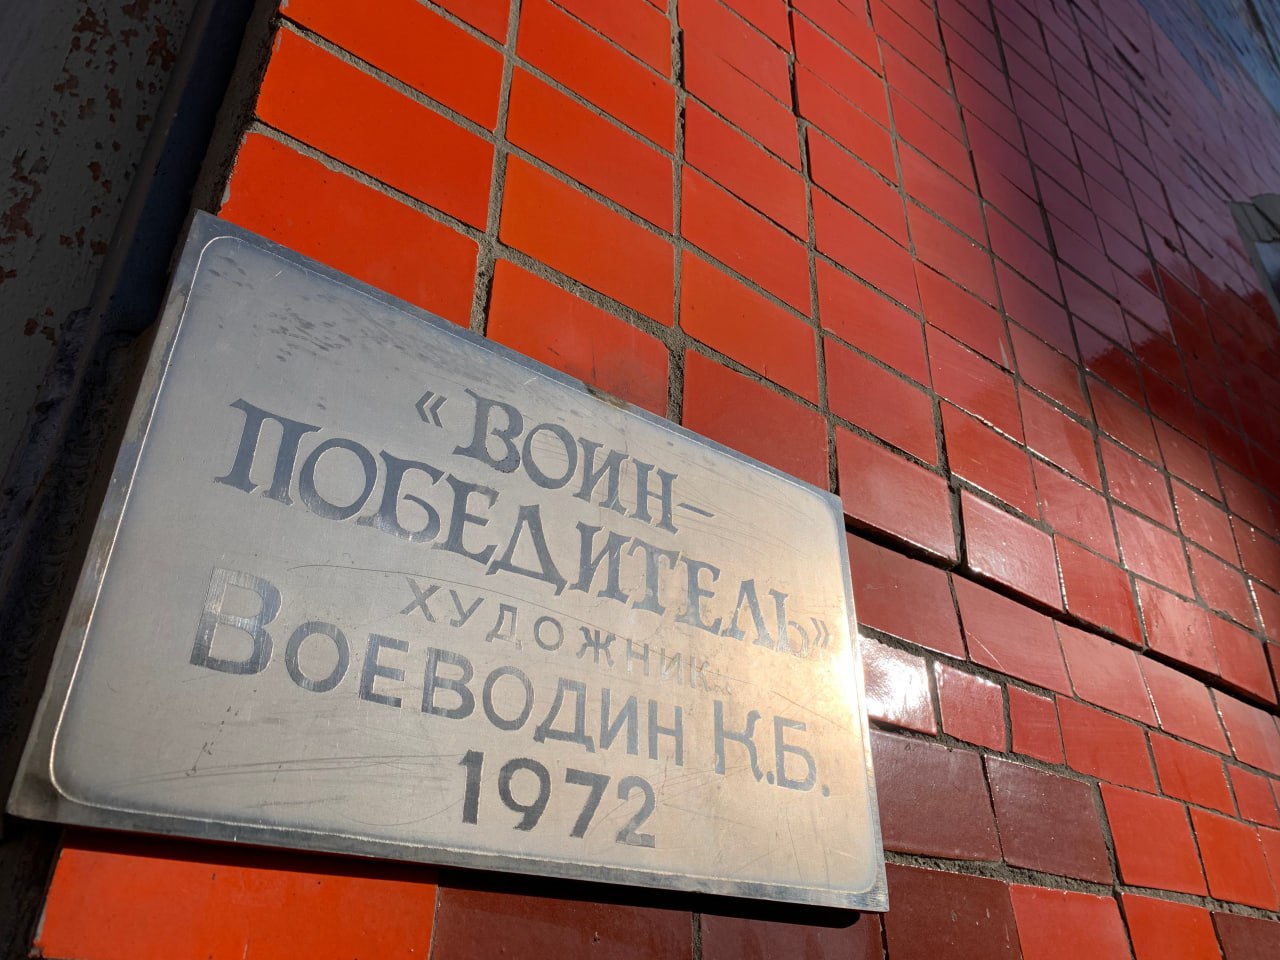 «ВОИН–
ПОБЕДИТЕЛЬ»
ХУДОЖНИК
ВОЕВОДИН К.Б.
1972